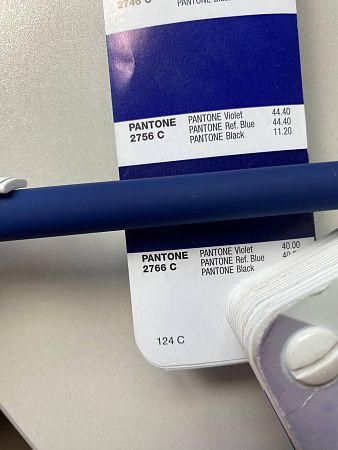 2746 C
PANTONE
2756 C
PANTONE Violet 44.40
PANTONE Ref. Blue 44.40
PANTONE Black 11.20
PANTONE
2766 C
PANTONE Violet 40.00
PANTONE Ref. Blue
PANTONE Black
124 C